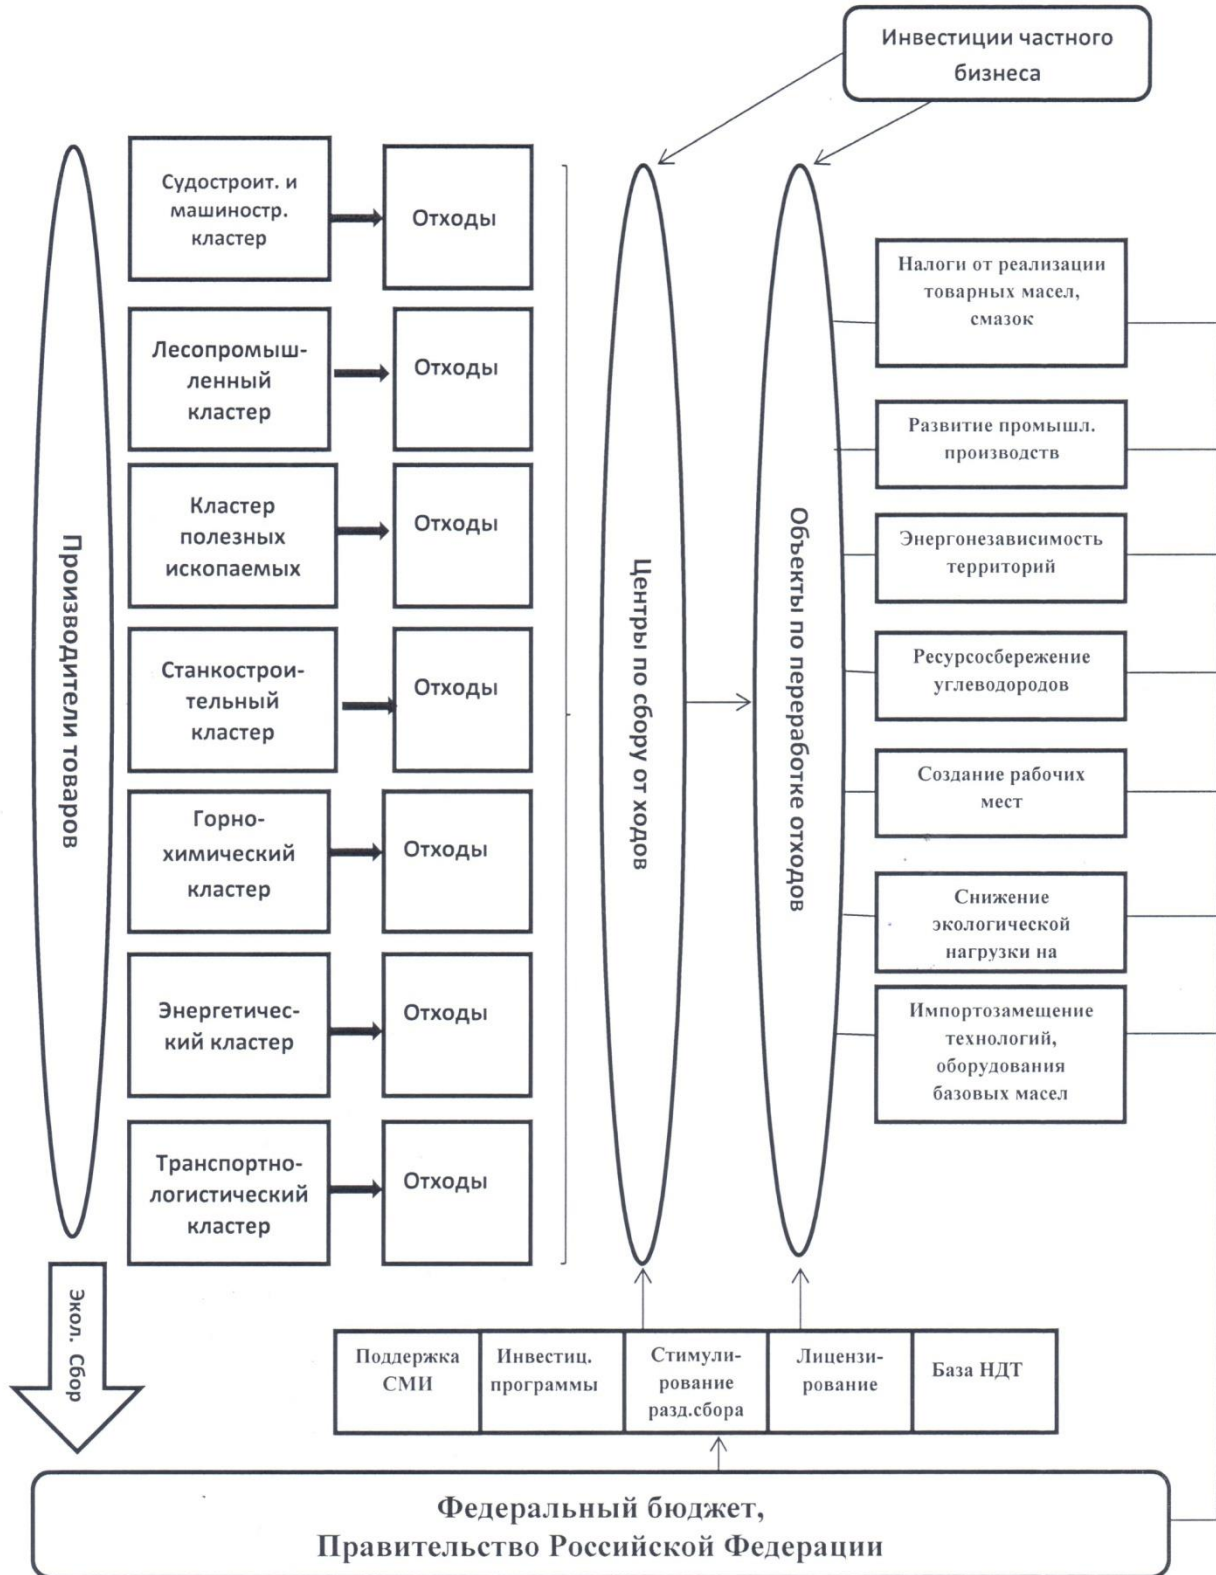 Инвестиции частного
бизнеса
Производители товаров
Судостроит. и
машиностр.
кластер
Отходы
Лесопромыш-
ленный
кластер
Отходы
Кластер
полезных
ископаемых
Отходы
Станкострои-
тельный
кластер
Отходы
Горно-
химический
кластер
Отходы
Энергетичес-
кий кластер
Отходы
Транспортно-
логистический
кластер
Отходы
Центры по сбору от ходов
Объекты по переработке отходов
Налоги от реализации
товарных масел,
смазок
Развитие промышл.
производств
Энергонезависимость
территорий
Ресурсосбережение
углеводородов
Создание рабочих
мест
Снижение
экологической
нагрузки на
Импортозамещение
технологий,
оборудования
базовых масел
Экол. Сбор
Поддержка
СМИ
Инвестиц.
программы
Стимули-
рование
разд.сбора
Лицензи-
рование
База НДТ
Федеральный бюджет,
Правительство Российской Федерации